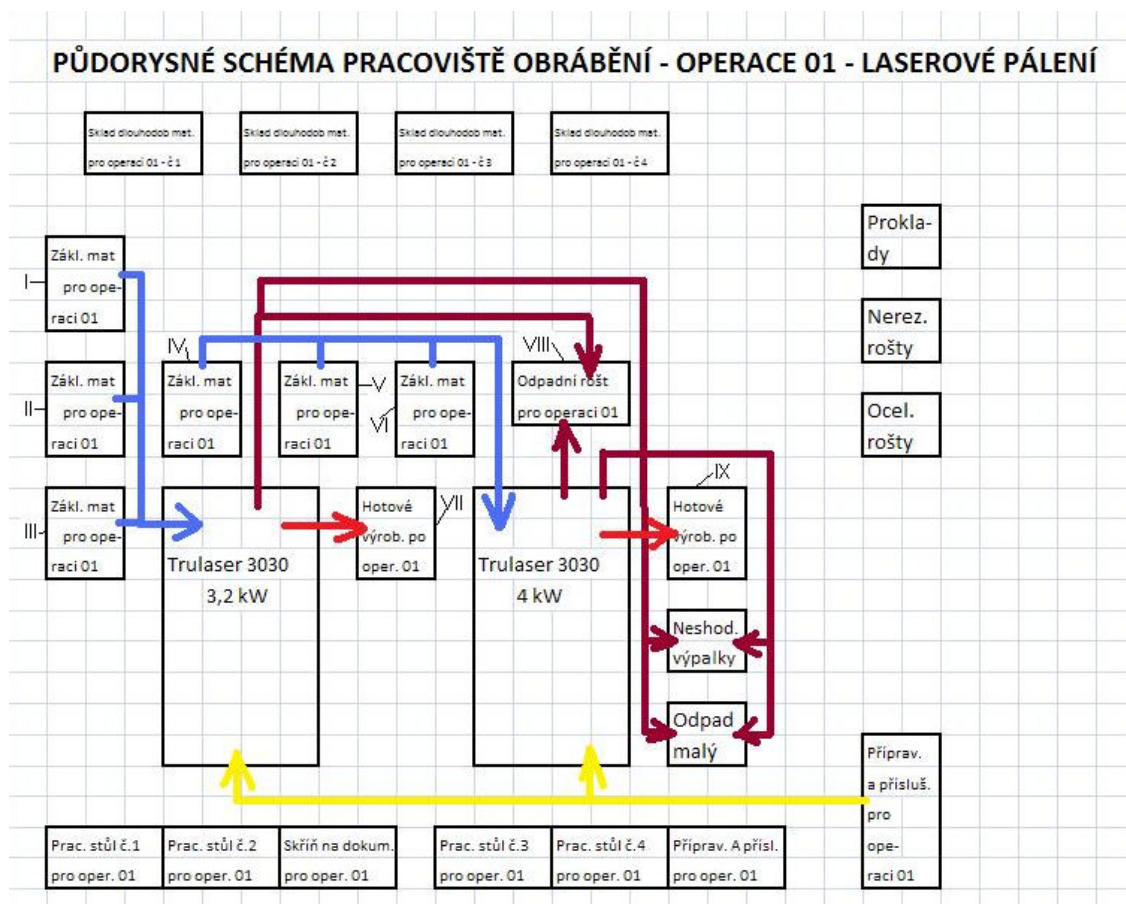 PŮDORYSNÉ SCHÉMA PRACOVIŠTĚ OBRÁBĚNÍ - OPERACE 01 - LASEROVÉ PÁLENÍ
Sklad dlouhodob mat.
pro operaci 01 - č1
Sklad dlouhodob mat.
pro operaci 01 - č2
Sklad dlouhodob mat.
pro operaci 01 - č3
Sklad dlouhodob mat.
pro operaci 01 - č4
Prokla-
dy
I
Zákl. mat
pro ope-
raci 01
Nerez.
rošty
II
Zákl. mat
pro ope-
raci 01
IV
Zákl. mat
pro ope-
raci 01
V
Zákl. mat
pro ope-
raci 01
VI
Zákl. mat
pro ope-
raci 01
VIII
Odpadní rošt
pro operaci 01
Ocel.
rošty
III
Zákl. mat
pro ope-
raci 01
Trulaser 3030
3,2 kW
VII
Hotové
výrob. po
oper. 01
Trulaser 3030
4 kW
IX
Hotové
výrob. po
oper. 01
Neshod.
výpalky
Odpad
malý
Příprav.
a přísluš.
pro
ope-
raci 01
Prac. stůl č.1
pro oper. 01
Prac. stůl č.2
pro oper. 01
Skříň na dokum.
pro oper. 01
Prac. stůl č.3
pro oper. 01
Prac. stůl č.4
pro oper. 01
Příprav. A přísl.
pro oper. 01